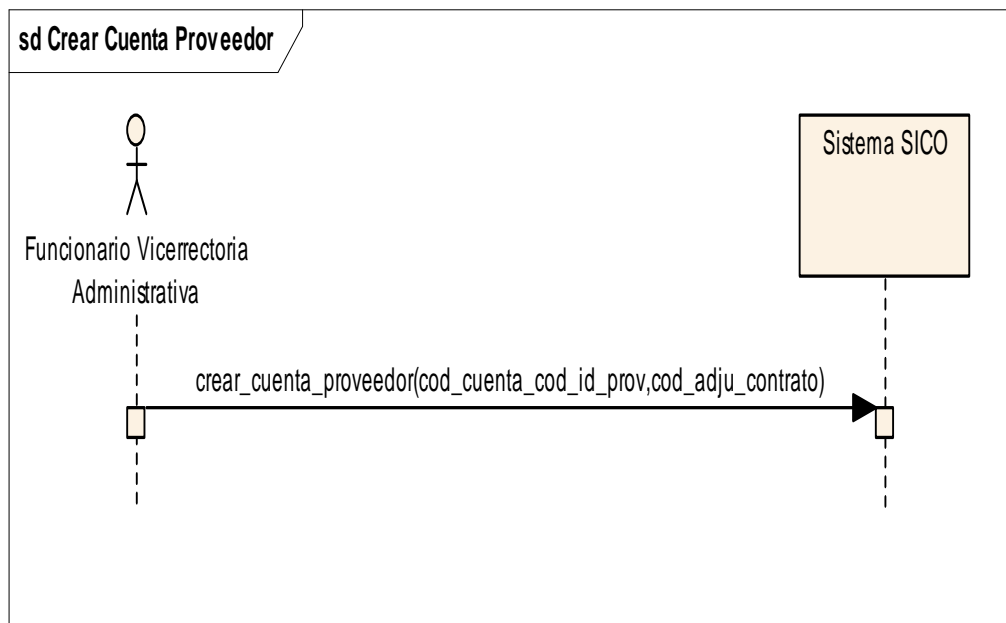 sd Crear Cuenta Proveedor
Sistema SICO
Funcionario Vicerrectoria
Administrativa
crear_cuenta_proveedor(cod_cuenta_cod_id_prov,cod_adju_contrato)